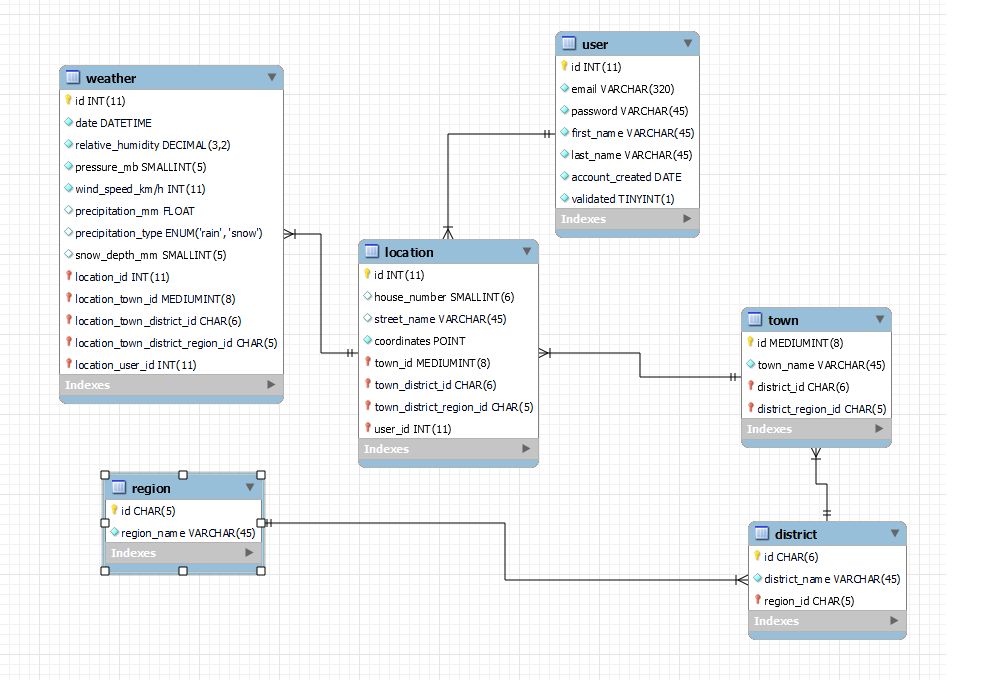 weather
id INT(11)
date DATETIME
relative_humidity DECIMAL(3,2)
pressure_mb SMALLINT(5)
wind_speed_km/h INT(11)
precipitation_mm FLOAT
precipitation_type ENUM('rain', 'snow')
snow_depth_mm SMALLINT(5)
location_id INT(11)
location_town_id MEDIUMINT(8)
location_town_district_id CHAR(6)
location_town_district_region_id CHAR(5)
location_user_id INT(11)
Indexes
user
id INT(11)
email VARCHAR(320)
password VARCHAR(45)
first_name VARCHAR(45)
last_name VARCHAR(45)
account_created DATE
validated TINYINT(1)
Indexes
location
id INT(11)
house_number SMALLINT(6)
street_name VARCHAR(45)
coordinates POINT
town_id MEDIUMINT(8)
town_district_id CHAR(6)
town_district_region_id CHAR(5)
user_id INT(11)
Indexes
town
id MEDIUMINT(8)
town_name VARCHAR(45)
district_id CHAR(6)
district_region_id CHAR(5)
Indexes
region
id CHAR(5)
region_name VARCHAR(45)
Indexes
district
id CHAR(6)
district_name VARCHAR(45)
region_id CHAR(5)
Indexes